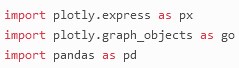 import plotly.express as px
import plotly.graph_objects as go
import pandas as pd